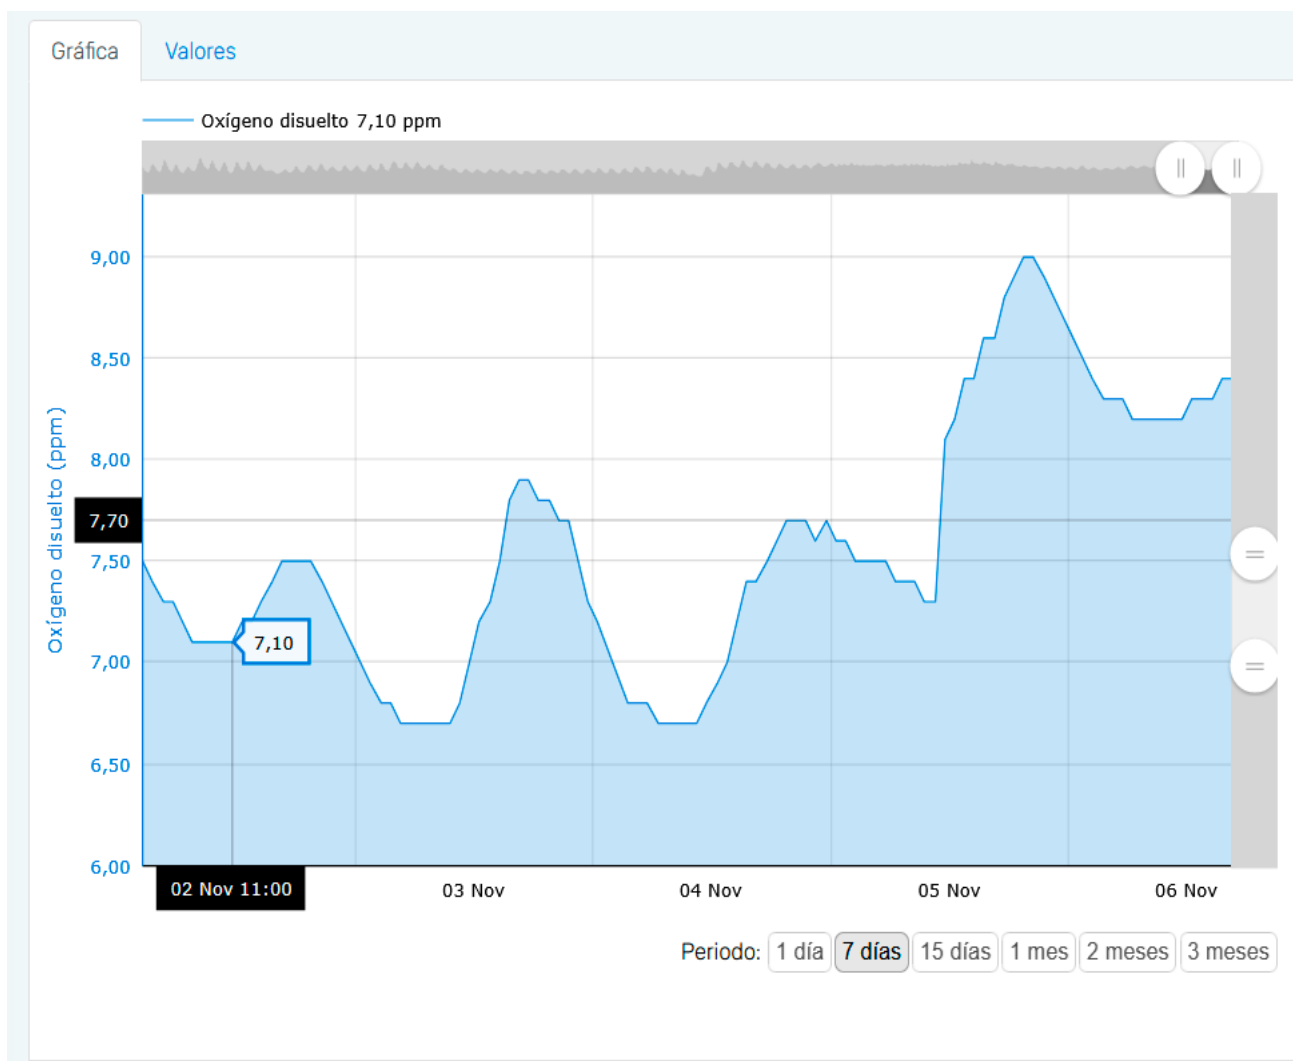 Gráfica Valores
Oxígeno disuelto 7,10 ppm
Oxígeno disuelto (ppm)
9,00
8,50
8,00
7,70
7,50
7,10
7,00
6,50
6,00
02 Nov 11:00 03 Nov 04 Nov 05 Nov 06 Nov
Periodo: 1 día 7 días 15 días 1 mes 2 meses 3 meses